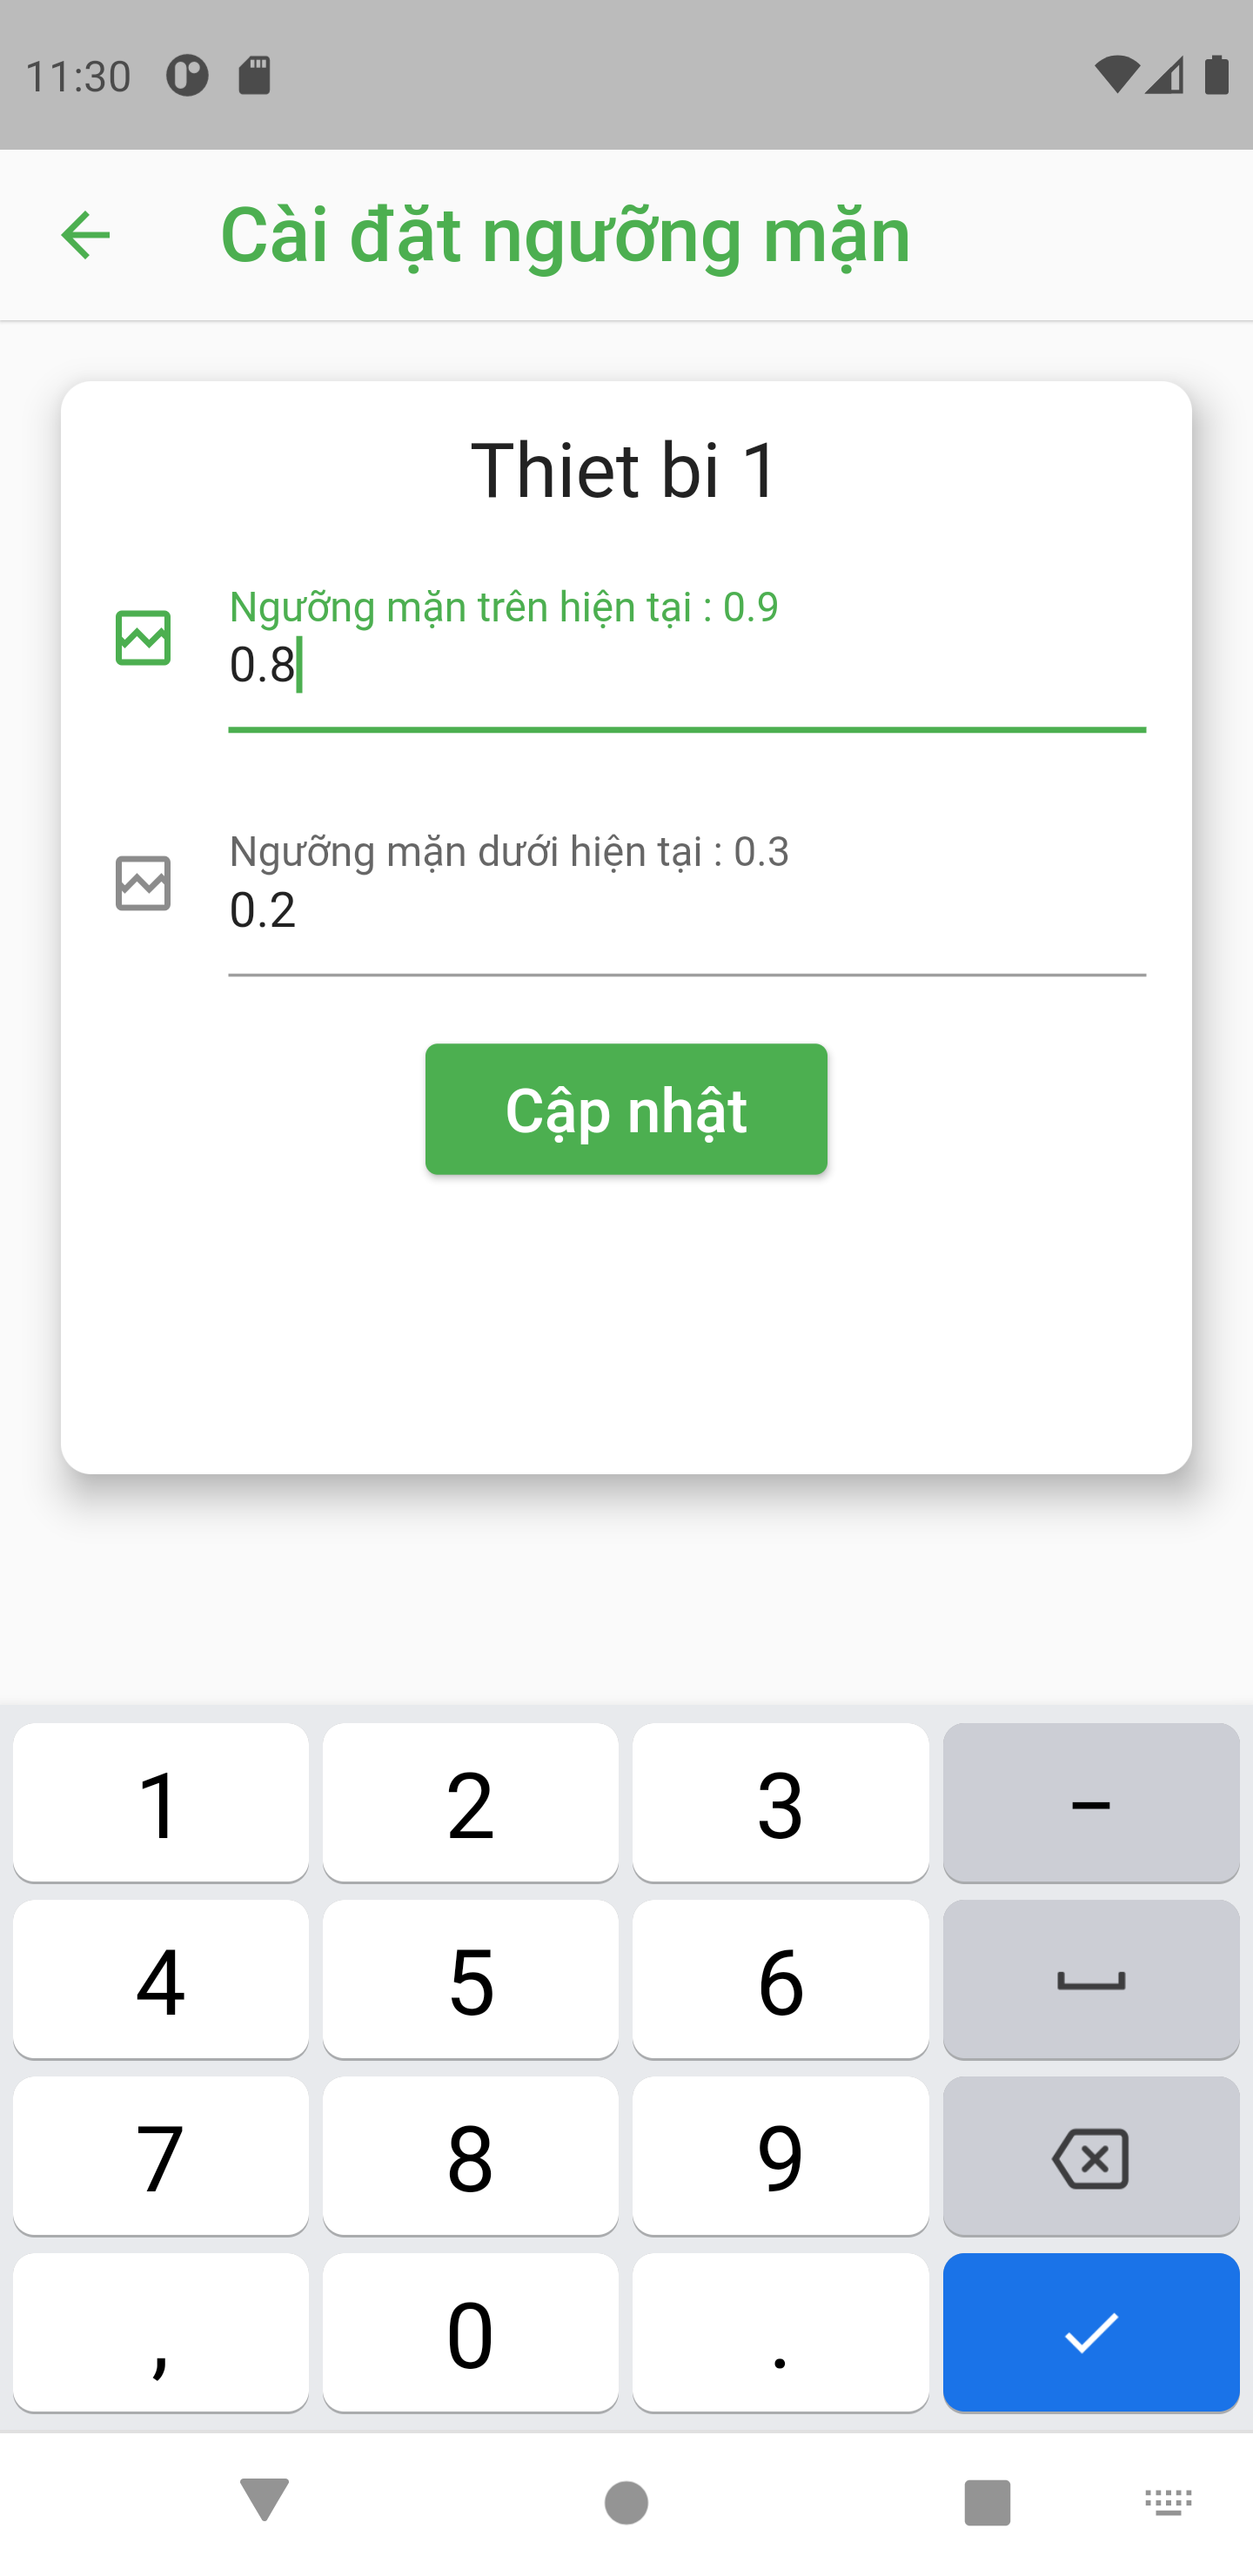 11:30
Cài đặt ngưỡng mặn
Thiet bi 1
Ngưỡng mặn trên hiện tại : 0.9
0.8
Ngưỡng mặn dưới hiện tại : 0.3
0.2
Cập nhật
1 2 3 –
4 5 6
7 8 9
, 0 .